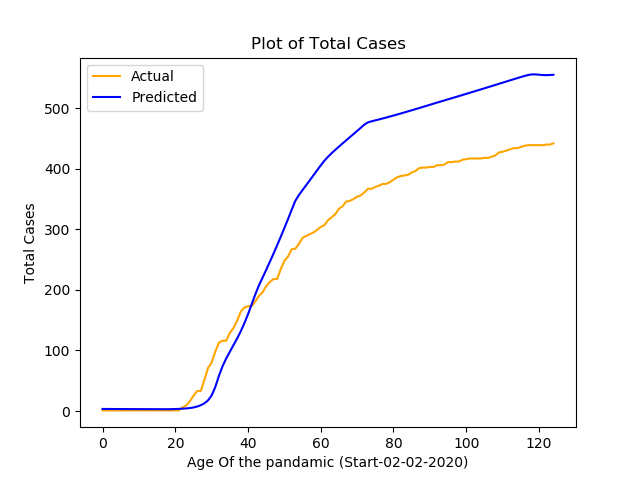 Plot of Total Cases
Actual
Predicted
Total Cases
500
400
300
200
100
0
0 20 40 60 80 100 120
Age Of the pandamic (Start-02-02-2020)